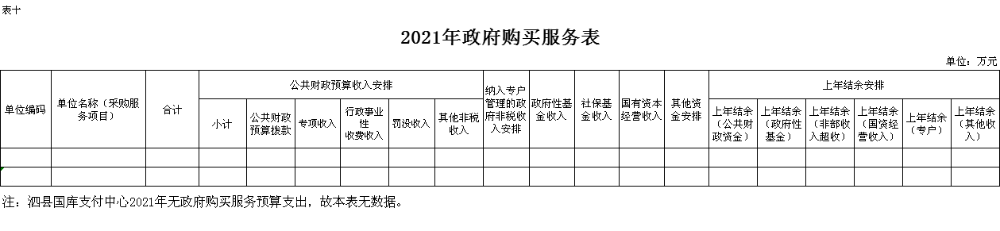 表十
2021年政府购买服务表
单位：万元
公共财政预算收入安排
上年结余安排
单位编码
单位名称（采购服
务项目）
合计
小计
公共财政
预算拨款
专项收入
行政事业
性
收费收入
罚没收入
其他非税
收入
纳入专户
管理的政
府非税收
入安排
政府性基
金收入
社保基
金收入
国有资本
经营收入
其他资
金安排
上年结余
（公共财
政资金）
上年结余
（政府性
基金）
上年结余
（非部收
入超收）
上年结余
（国资经
营收入）
上年结余
（专户）
上年结余
（其他收
入）
注：泗县国库支付中心2021年无政府购买服务预算支出，故本表无数据。